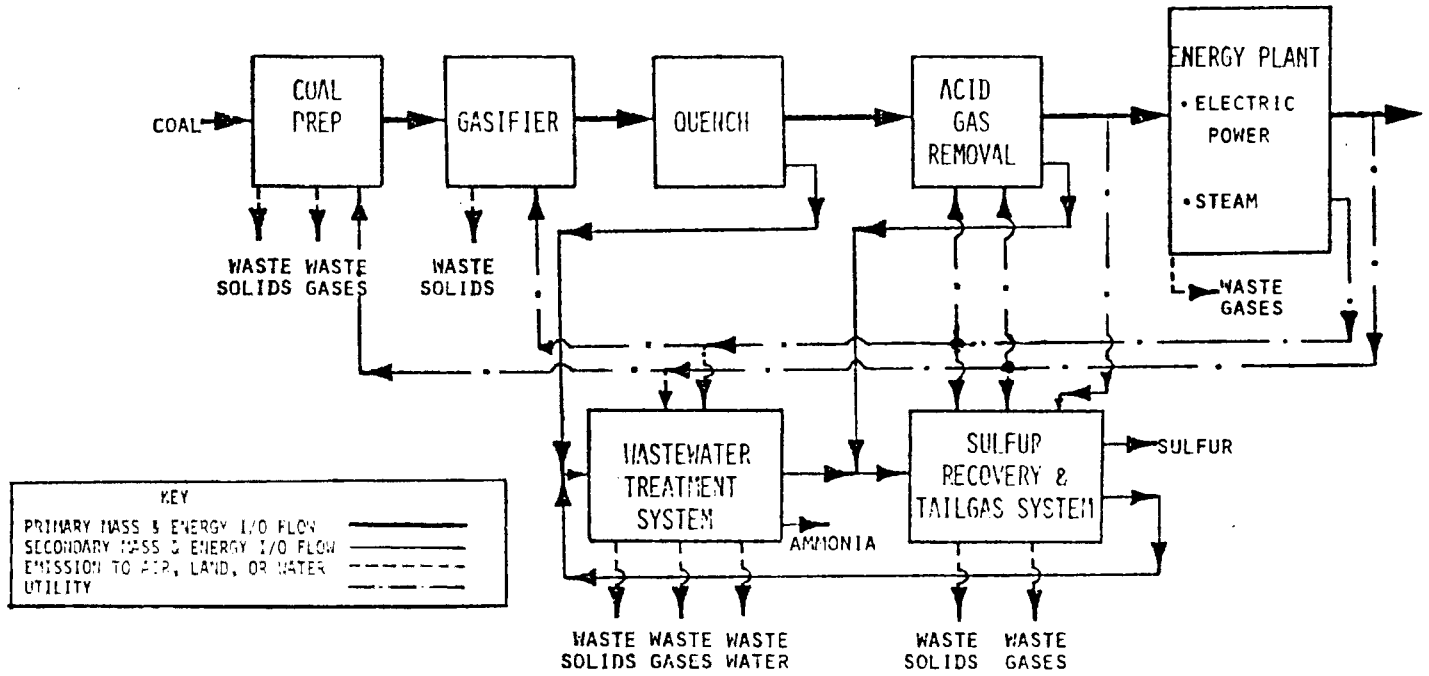 COAL
COAL
PREP
GASIFIER
QUENCH
ACID
GAS
REMOVAL
ENERGY PLANT
• ELECTRIC
POWER
• STEAM
WASTE
SOLIDS
WASTE
GASES
WASTE
SOLIDS
WASTE
GASES
WASTEWATER
TREATMENT
SYSTEM
AMMONIA
SULFUR
RECOVERY &
TAILGAS SYSTEM
SULFUR
WASTE
SOLIDS
WASTE
GASES
WASTE
WATER
WASTE
SOLIDS
WASTE
GASES
KEY
PRIMARY MASS & ENERGY I/O FLOW
SECONDARY MASS & ENERGY I/O FLOW
EMISSION TO AIR, LAND, OR WATER
UTILITY